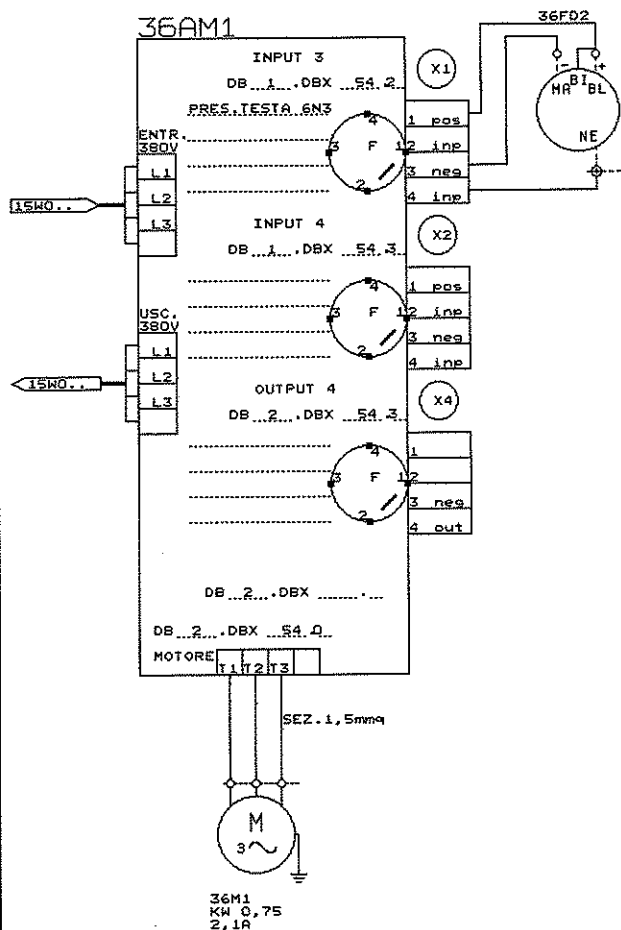 36AM1
36FD2
INPUT 3
X1
DB 1 .DBX 54.2
- +
MA BI BL
NE
PRES.TESTA 6N3
4
3 F 1
2
1 pos
2 inp
3 neg
4 inp
ENTR.
380V
L1
L2
L3
15W0..
INPUT 4
X2
DB 1 .DBX 54.3
4
3 F 1
2
1 pos
2 inp
3 neg
4 inp
USC.
380V
L1
L2
L3
15W0..
OUTPUT 4
X4
DB 2 .DBX 54.3
4
3 F 1
2
1
2
3 neg
4 out
DB 2 .DBX .
DB 2 .DBX 54.0
MOTORE T1 T2 T3
SEZ.1,5mmq
M
3
36M1
KW 0,75
2,1A